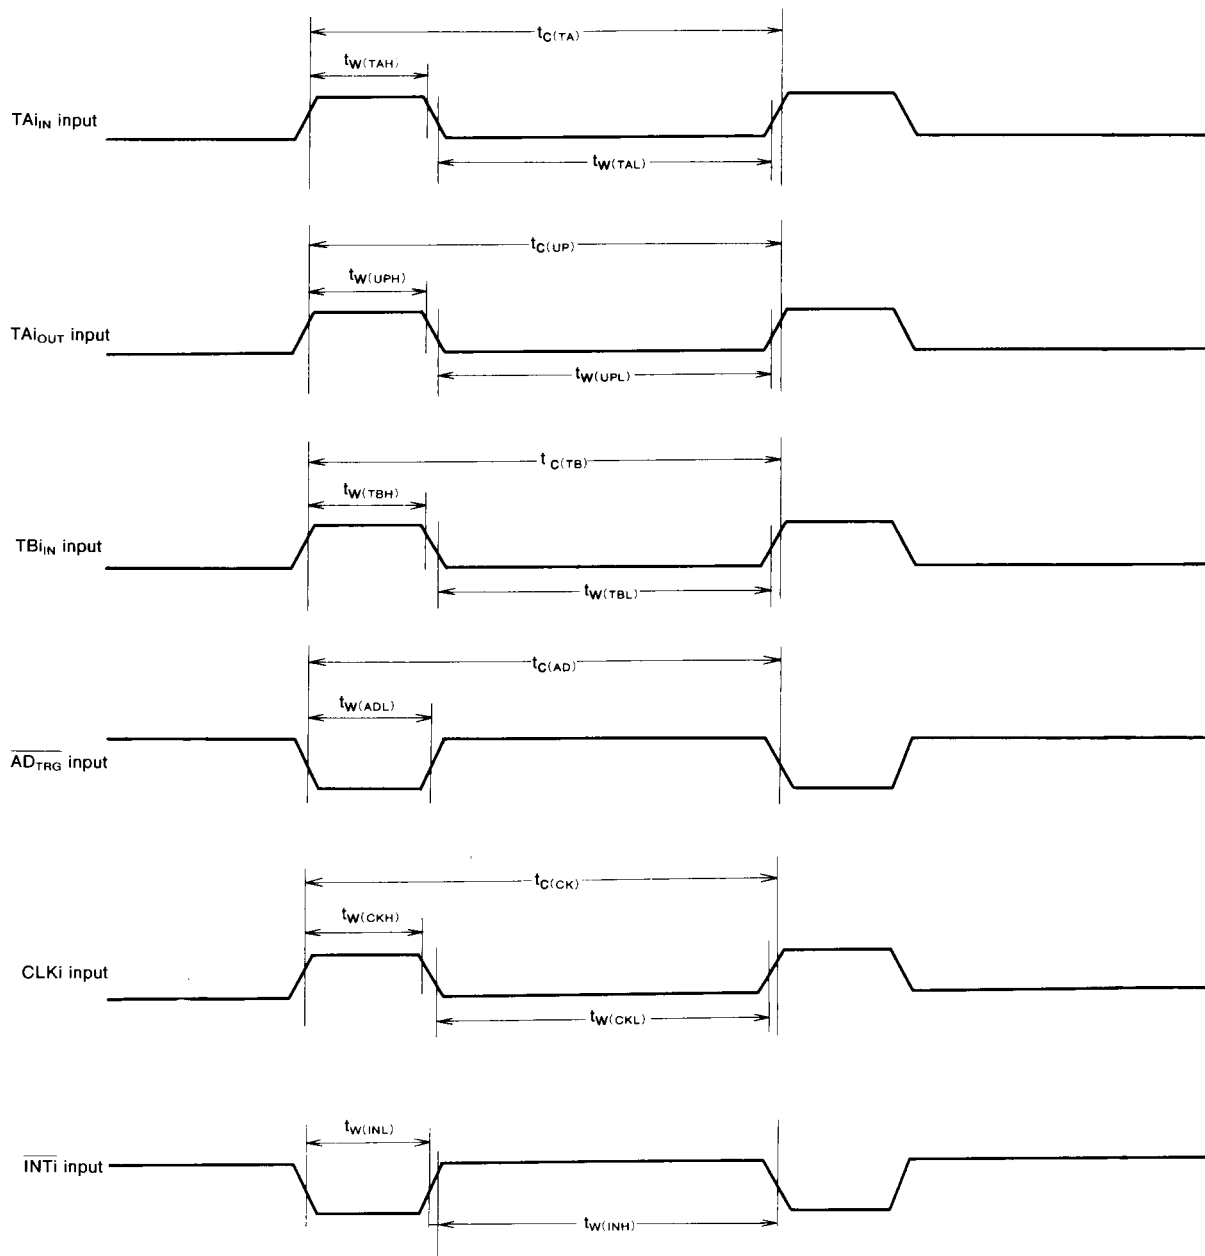 tC(TA)
tW(TAH)
TAiIN input
tW(TAL)
tC(UP)
tW(UPH)
TAiOUT input
tW(UPL)
tC(TB)
tW(TBH)
TBiIN input
tW(TBL)
tC(AD)
tW(ADL)
ADTRG input
tC(CK)
tW(CKH)
CLKi input
tW(CKL)
tW(INL)
INTi input
tW(INH)